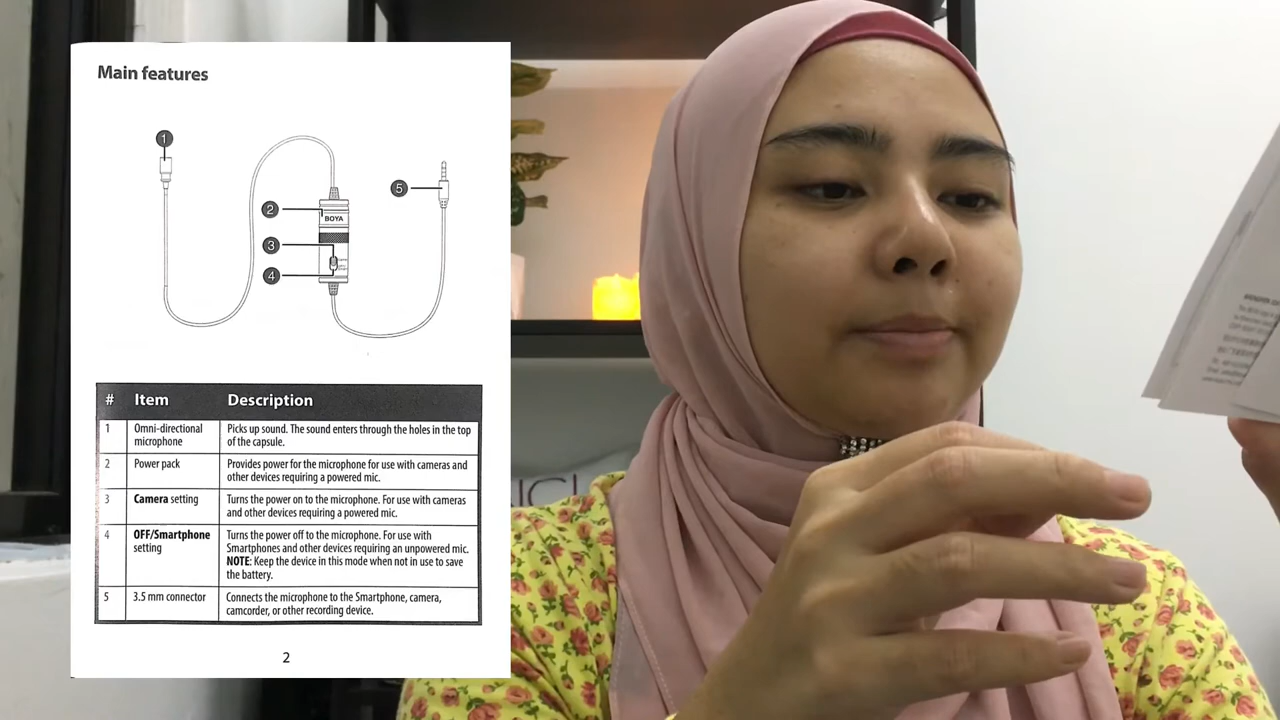 Main features
1
2
BOYA
3
4
5
# Item Description
1 Omni-directional microphone Picks up sound. The sound enters through the holes in the top of the capsule.
2 Power pack Provides power for the microphone for use with cameras and other devices requiring a powered mic.
3 Camera setting Turns the power on to the microphone. For use with cameras and other devices requiring a powered mic.
4 OFF/Smartphone setting Turns the power off to the microphone. For use with Smartphones and other devices requiring an unpowered mic. NOTE: Keep the device in this mode when not in use to save the battery.
5 3.5 mm connector Connects the microphone to the Smartphone, camera, camcorder, or other recording device.
2